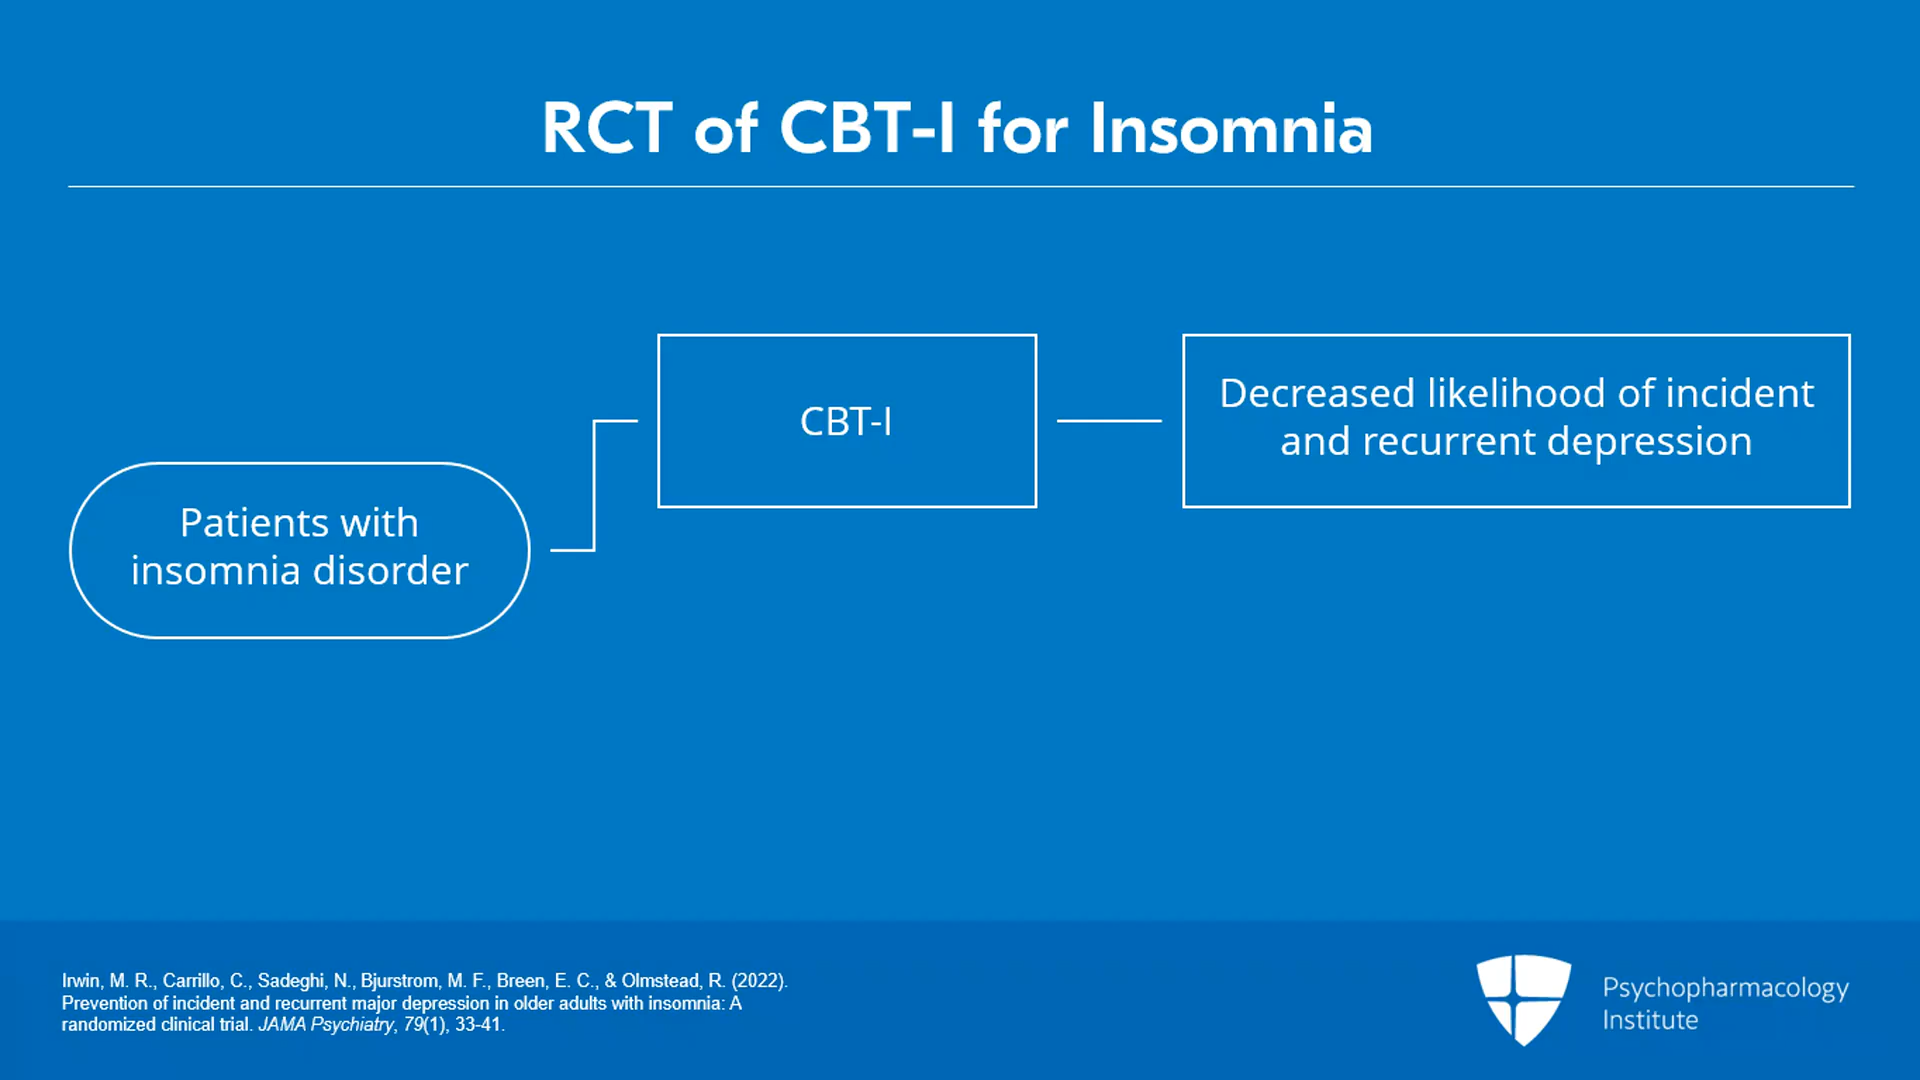 RCT of CBT-I for Insomnia
Patients with
insomnia disorder
CBT-I
Decreased likelihood of incident
and recurrent depression
Irwin, M. R., Carrillo, C., Sadeghi, N., Bjurstrom, M. F., Breen, E. C., & Olmstead, R. (2022).
Prevention of incident and recurrent major depression in older adults with insomnia: A
randomized clinical trial. JAMA Psychiatry, 79(1), 33-41.
Psychopharmacology
Institute